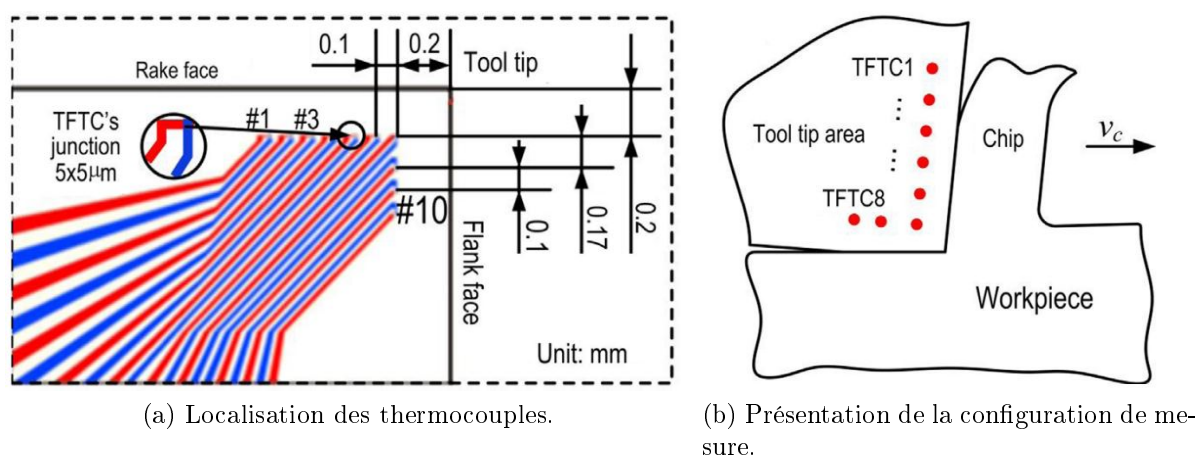 0.1
0.2
Rake face
Tool tip
TFTC's
junction
5x5µm
#1
#3
#10
0.1
0.17
0.2
Flank face
Unit: mm
(a) Localisation des thermocouples.
TFTC1
...
Tool tip area
...
TFTC8
Chip
vc
Workpiece
(b) Présentation de la configuration de me-
sure.